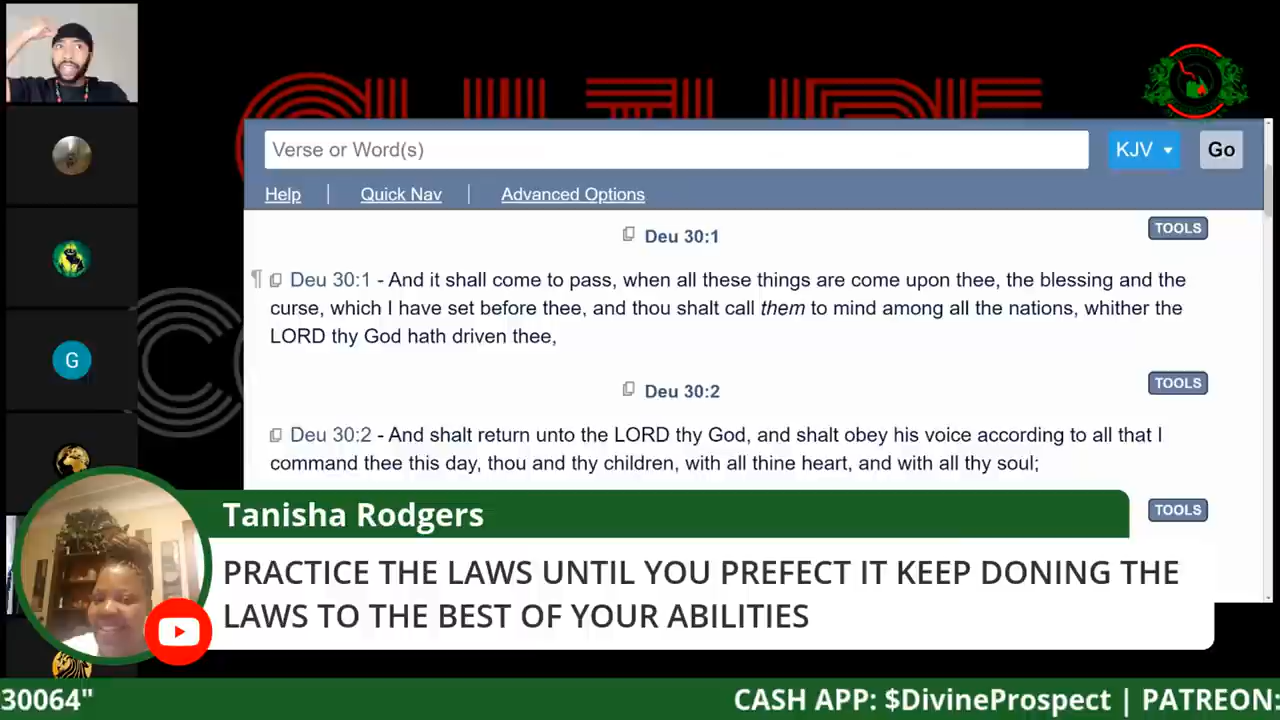 CULTURE
Verse or Word(s)
KJV
Go
Help | Quick Nav | Advanced Options
Deu 30:1
TOOLS
¶ Deu 30:1 - And it shall come to pass, when all these things are come upon thee, the blessing and the
curse, which I have set before thee, and thou shalt call them to mind among all the nations, whither the
LORD thy God hath driven thee,
Deu 30:2
TOOLS
Deu 30:2 - And shalt return unto the LORD thy God, and shalt obey his voice according to all that I
command thee this day, thou and thy children, with all thine heart, and with all thy soul;
TOOLS
G
Tanisha Rodgers
PRACTICE THE LAWS UNTIL YOU PREFECT IT KEEP DONING THE
LAWS TO THE BEST OF YOUR ABILITIES
30064" CASH APP: $DivineProspect | PATREON: